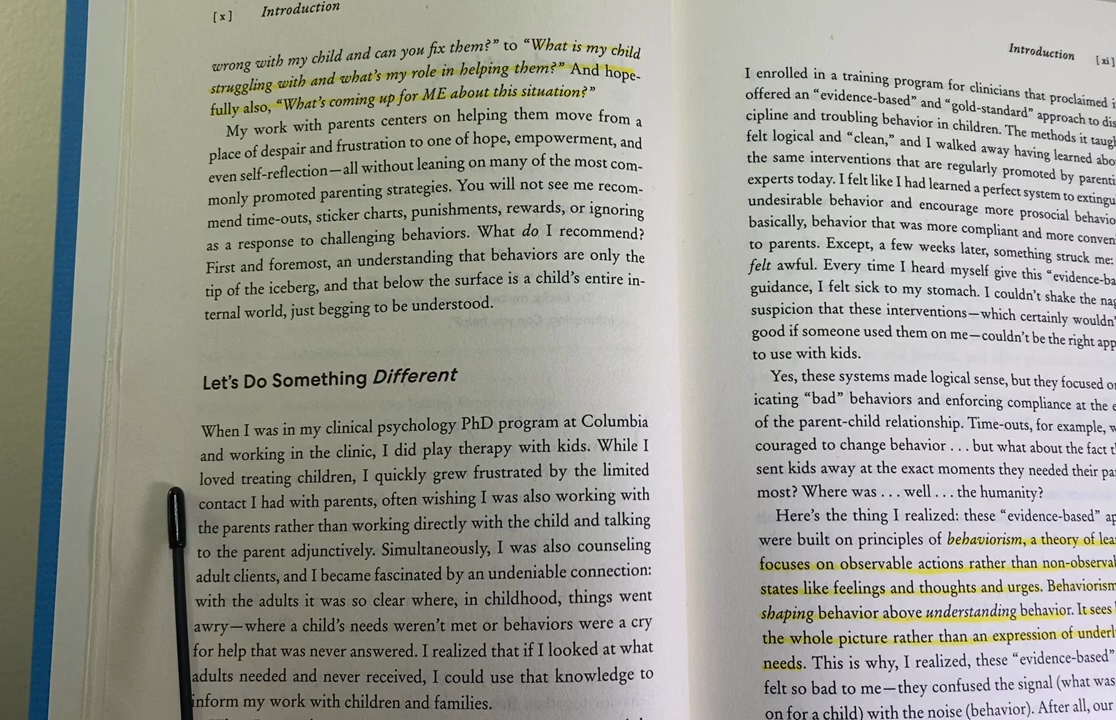 [ x ] Introduction
wrong with my child and can you fix them?” to “What is my child
struggling with and what’s my role in helping them?” And hope-
fully also, “What’s coming up for ME about this situation?”
My work with parents centers on helping them move from a
place of despair and frustration to one of hope, empowerment, and
even self-reflection—all without leaning on many of the most com-
monly promoted parenting strategies. You will not see me recom-
mend time-outs, sticker charts, punishments, rewards, or ignoring
as a response to challenging behaviors. What do I recommend?
First and foremost, an understanding that behaviors are only the
tip of the iceberg, and that below the surface is a child’s entire in-
ternal world, just begging to be understood.
Let’s Do Something Different
When I was in my clinical psychology PhD program at Columbia
and working in the clinic, I did play therapy with kids. While I
loved treating children, I quickly grew frustrated by the limited
contact I had with parents, often wishing I was also working with
the parents rather than working directly with the child and talking
to the parent adjunctively. Simultaneously, I was also counseling
adult clients, and I became fascinated by an undeniable connection:
with the adults it was so clear where, in childhood, things went
awry—where a child’s needs weren’t met or behaviors were a cry
for help that was never answered. I realized that if I looked at what
adults needed and never received, I could use that knowledge to
inform my work with children and families.
Introduction [ xi ]
I enrolled in a training program for clinicians that proclaimed
offered an “evidence-based” and “gold-standard” approach to dis
cipline and troubling behavior in children. The methods it taug
felt logical and “clean,” and I walked away having learned abo
the same interventions that are regularly promoted by parenti
experts today. I felt like I had learned a perfect system to extingu
undesirable behavior and encourage more prosocial behavio
basically, behavior that was more compliant and more conven
to parents. Except, a few weeks later, something struck me:
felt awful. Every time I heard myself give this “evidence-ba
guidance, I felt sick to my stomach. I couldn’t shake the nag
suspicion that these interventions—which certainly wouldn’
good if someone used them on me—couldn’t be the right app
to use with kids.
Yes, these systems made logical sense, but they focused o
icating “bad” behaviors and enforcing compliance at the e
of the parent-child relationship. Time-outs, for example, w
couraged to change behavior . . . but what about the fact t
sent kids away at the exact moments they needed their pa
most? Where was . . . well . . . the humanity?
Here’s the thing I realized: these “evidence-based” ap
were built on principles of behaviorism, a theory of lea
focuses on observable actions rather than non-observa
states like feelings and thoughts and urges. Behaviorism
shaping behavior above understanding behavior. It sees
the whole picture rather than an expression of underl
needs. This is why, I realized, these “evidence-based”
felt so bad to me—they confused the signal (what was
on for a child) with the noise (behavior). After all, our